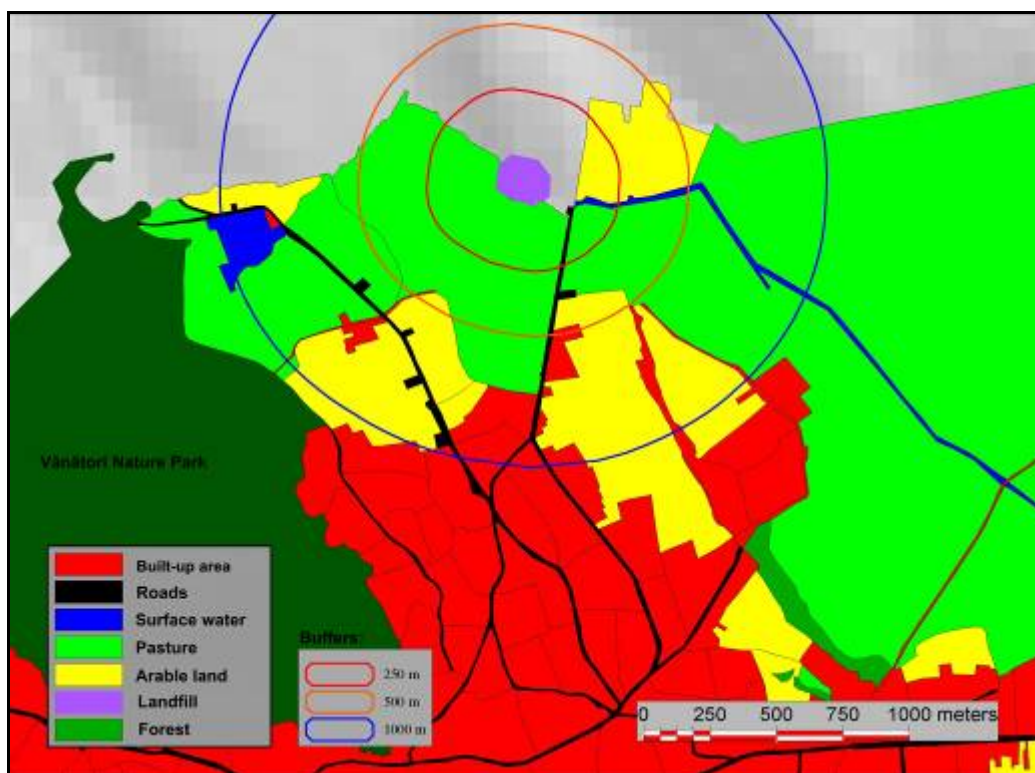 Vânători Nature Park
Built-up area
Roads
Surface water
Pasture
Arable land
Landfill
Forest
Buffers:
250 m
500 m
1000 m
0 250 500 750 1000 meters